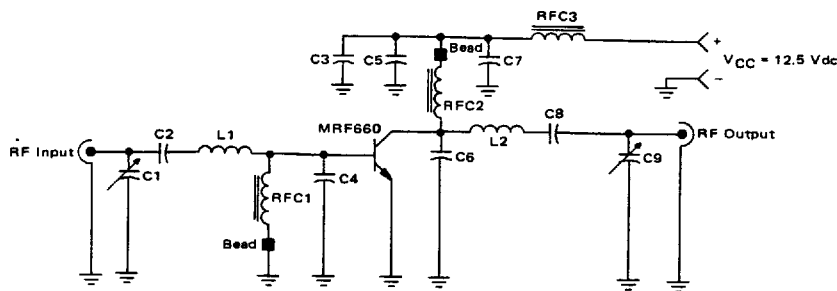 RFC3
+
Bead
C3
C5
C7
VCC = 12.5 Vdc
–
RFC2
C8
MRF660
C2
L1
L2
RF Input
RF Output
C1
C6
C9
RFC1
C4
Bead